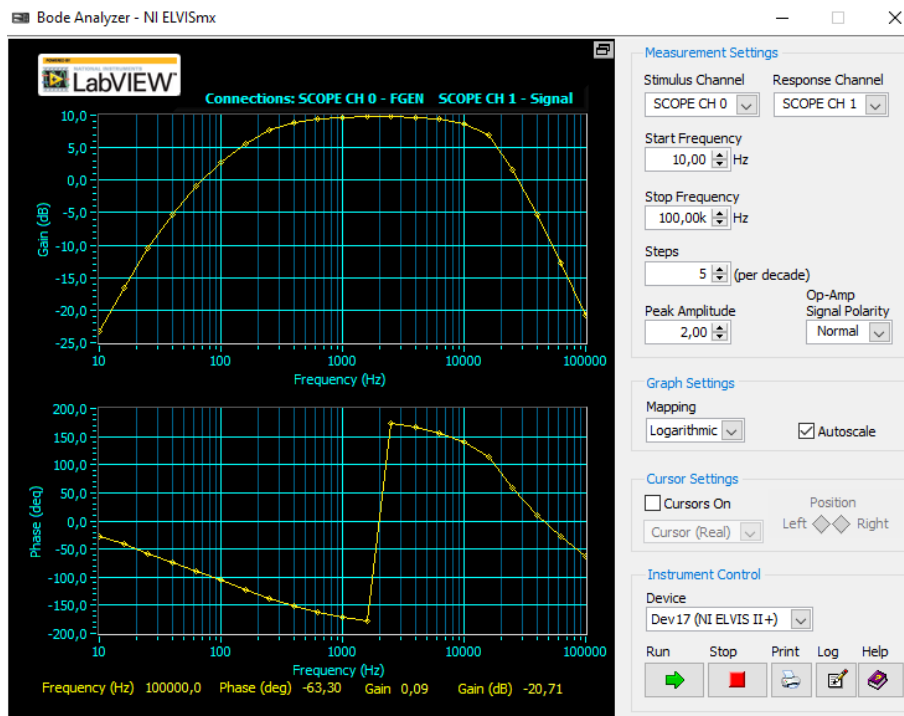 Bode Analyzer - NI ELVISmx
POWERED BY
NATIONAL INSTRUMENTS
LabVIEW™
Connections: SCOPE CH 0 - FGEN SCOPE CH 1 - Signal
10,0
5,0
0,0
-5,0
-10,0
-15,0
-20,0
-25,0
Gain (dB)
10 100 1000 10000 100000
Frequency (Hz)
200,0
150,0
100,0
50,0
0,0
-50,0
-100,0
-150,0
-200,0
Phase (deg)
10 100 1000 10000 100000
Frequency (Hz)
Frequency (Hz) 100000,0 Phase (deg) -63,30 Gain 0,09 Gain (dB) -20,71
Measurement Settings
Stimulus Channel Response Channel
SCOPE CH 0 SCOPE CH 1
Start Frequency
10,00 Hz
Stop Frequency
100,00k Hz
Steps
5 (per decade)
Peak Amplitude Op-Amp Signal Polarity
2,00 Normal
Graph Settings
Mapping
Logarithmic Autoscale
Cursor Settings
Cursors On Position
Cursor (Real) Left Right
Instrument Control
Device
Dev17 (NI ELVIS II+)
Run Stop Print Log Help